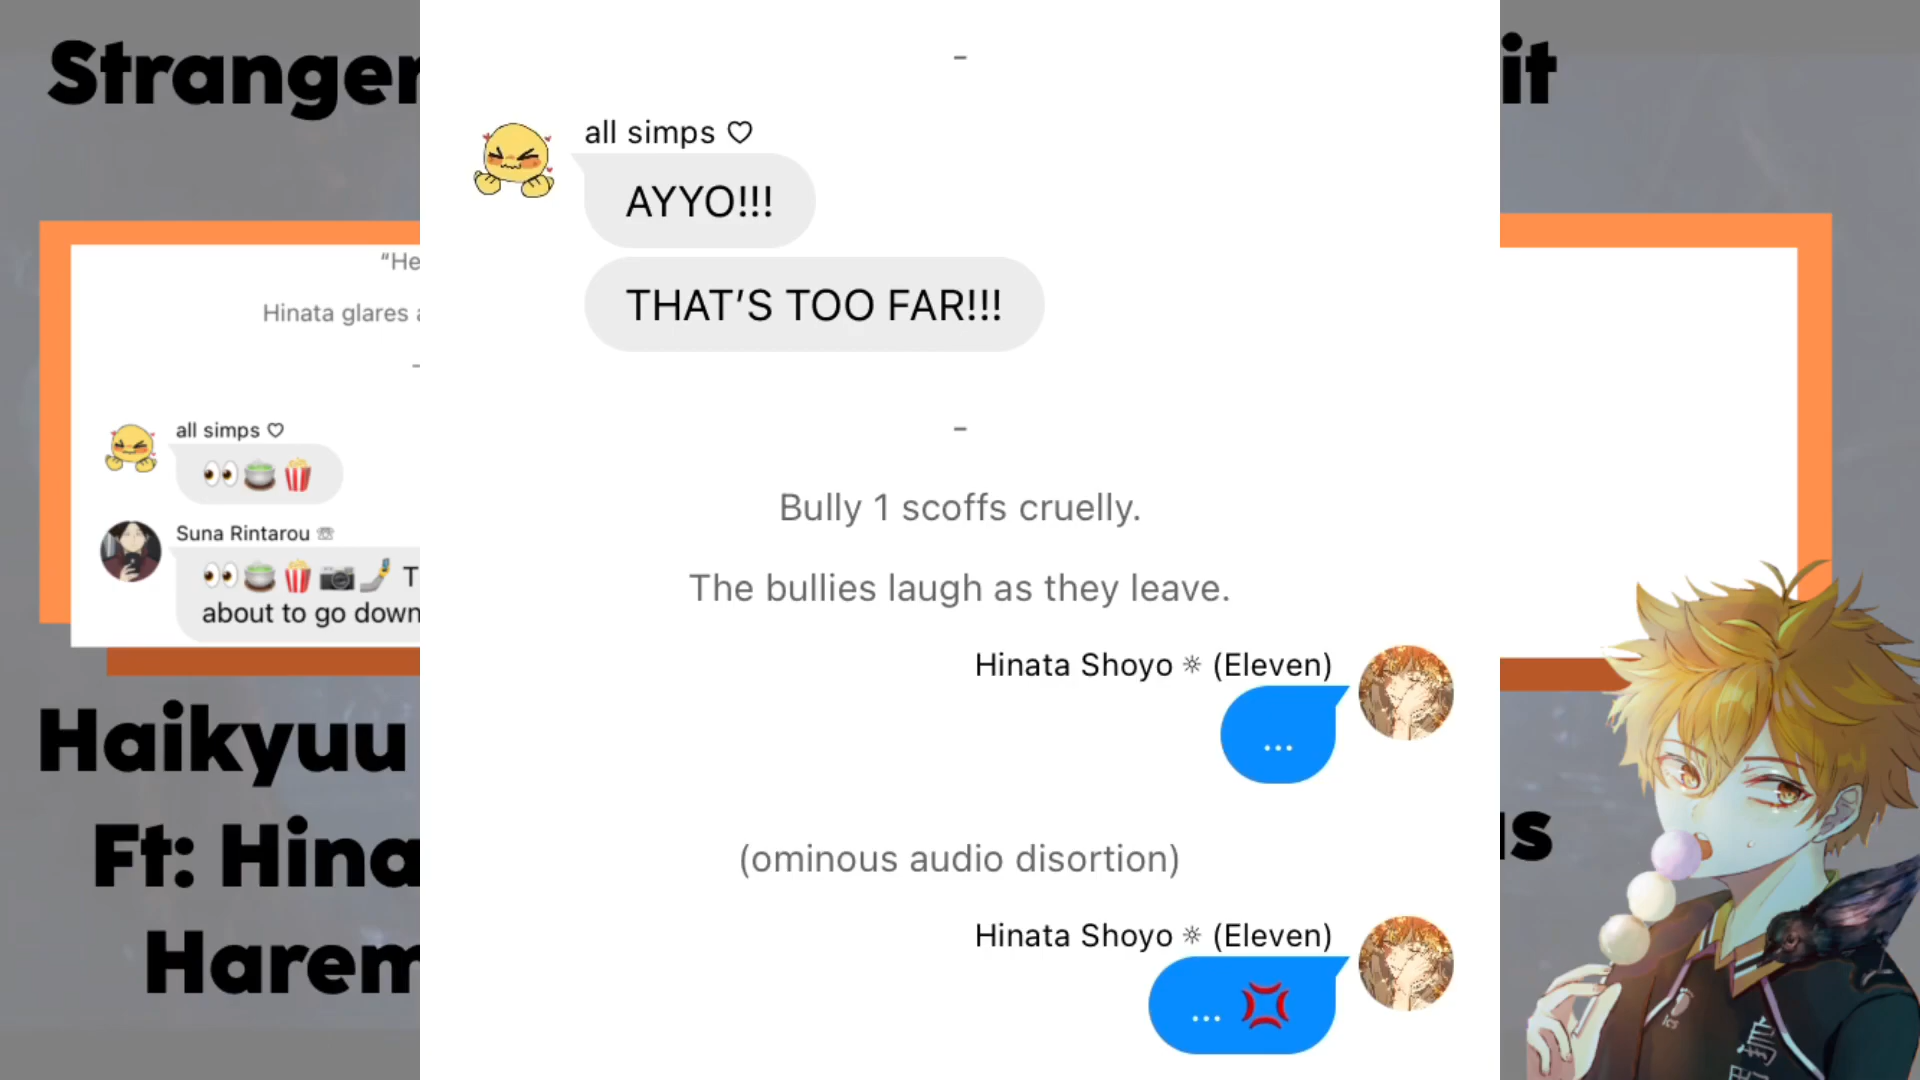 Stranger
it
“He
Hinata glares a
-
all simps ♡
👀🍵🍿
Suna Rintarou ☏
👀🍵🍿📷🤳 T
about to go down
Haikyuu
Ft: Hina
Harem
us
-
all simps ♡
AYYO!!!
THAT’S TOO FAR!!!
-
Bully 1 scoffs cruelly.
The bullies laugh as they leave.
Hinata Shoyo ☼ (Eleven)
...
(ominous audio disortion)
Hinata Shoyo ☼ (Eleven)
... 💢